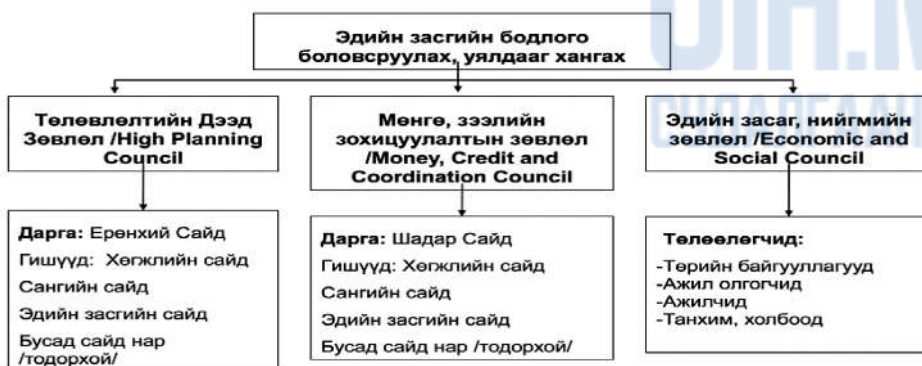 Эдийн засгийн бодлого
боловсруулах, уялдааг хангах
Төлөвлөлтийн Дээд
Зөвлөл /High Planning
Council
Мөнгө, зээлийн
зохицуулалтын зөвлөл
/Money, Credit and
Coordination Council
Эдийн засаг, нийгмийн
зөвлөл /Economic and
Social Council
Дарга: Ерөнхий Сайд
Гишүүд: Хөгжлийн сайд
Сангийн сайд
Эдийн засгийн сайд
Бусад сайд нар
/тодорхой/
Дарга: Шадар Сайд
Гишүүд: Хөгжлийн сайд
Сангийн сайд
Эдийн засгийн сайд
Бусад сайд нар /тодорхой/
Төлөөлөгчид:
-Төрийн байгууллагууд
-Ажил олгогчид
-Ажилчид
-Танхим, холбоод